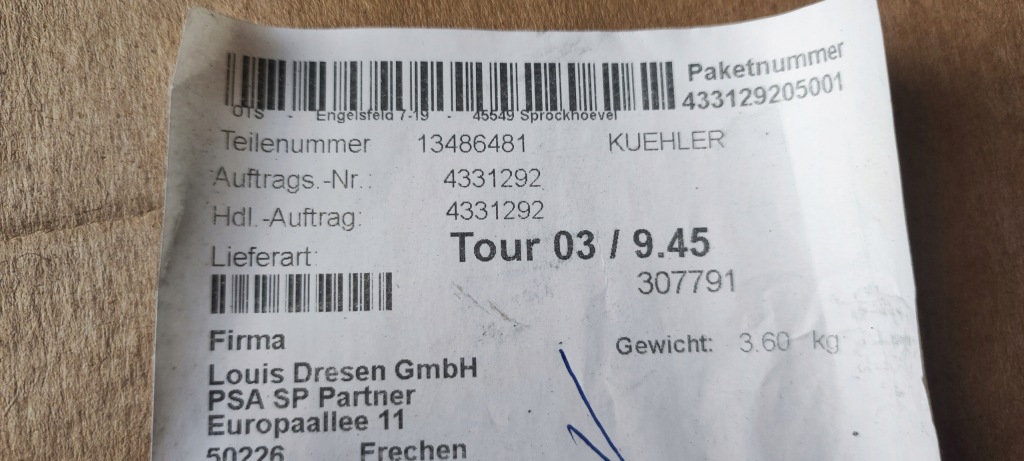 Paketnummer
433129205001
OTS - Engelsfeld 7-19 - 45549 Sprockhoevel
Teilenummer 13486481 KUEHLER
Auftrags.-Nr.: 4331292
Hdl.-Auftrag: 4331292
Lieferart: Tour 03 / 9.45
307791
Firma
Gewicht: 3.60 kg
Louis Dresen GmbH
PSA SP Partner
Europaallee 11
50226 Frechen